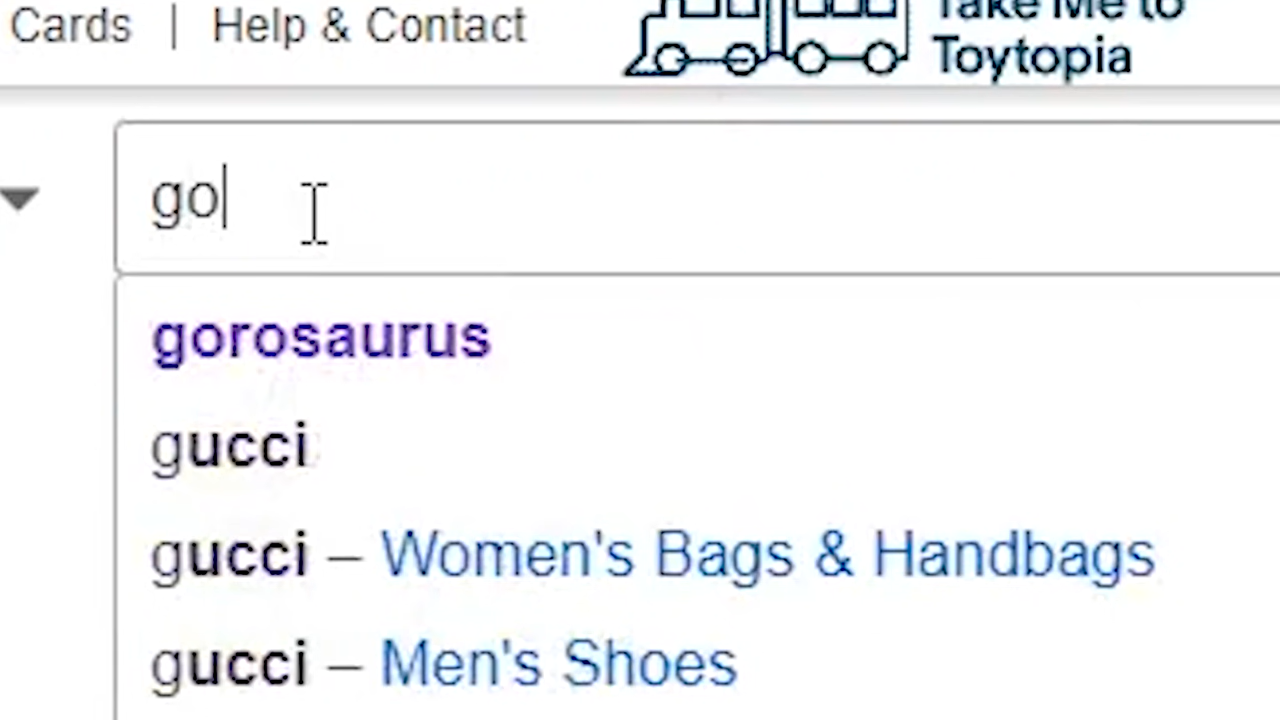 Cards | Help & Contact
Take Me to
Toytopia
go
gorosaurus
gucci
gucci – Women's Bags & Handbags
gucci – Men's Shoes